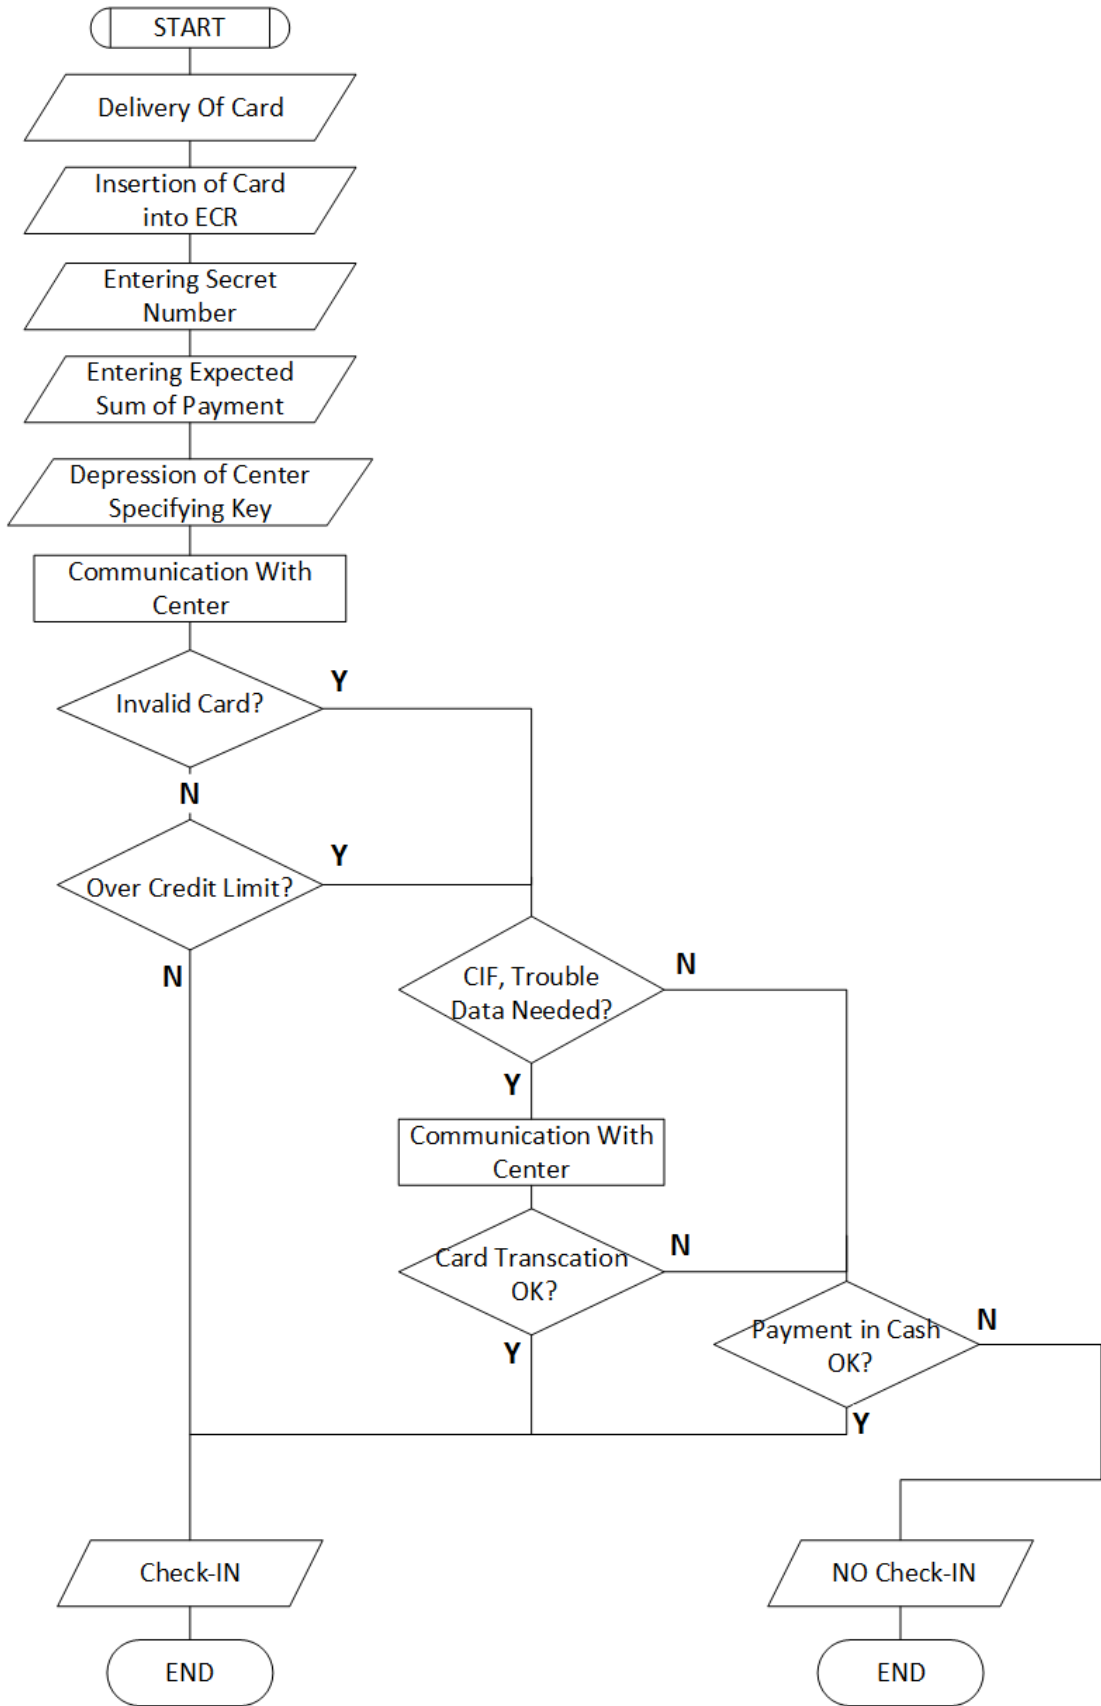 START
Delivery Of Card
Insertion of Card
into ECR
Entering Secret
Number
Entering Expected
Sum of Payment
Depression of Center
Specifying Key
Communication With
Center
Invalid Card?
Y
N
Over Credit Limit?
Y
N
CIF, Trouble
Data Needed?
N
Y
Communication With
Center
Card Transcation
OK?
N
Y
Payment in Cash
OK?
N
Y
Check-IN
NO Check-IN
END
END